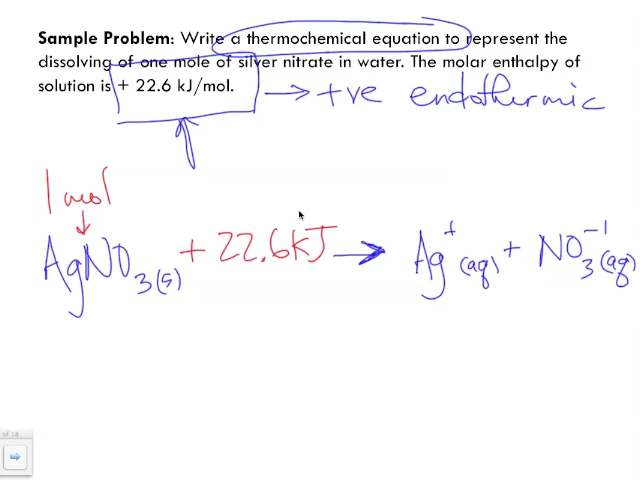 Sample Problem: Write a thermochemical equation to represent the
dissolving of one mole of silver nitrate in water. The molar enthalpy of
solution is + 22.6 kJ/mol. → +ve endothermic
1 mol
AgNO3(s) + 22.6kJ → Ag+(aq) + NO3-1(aq)
of 18